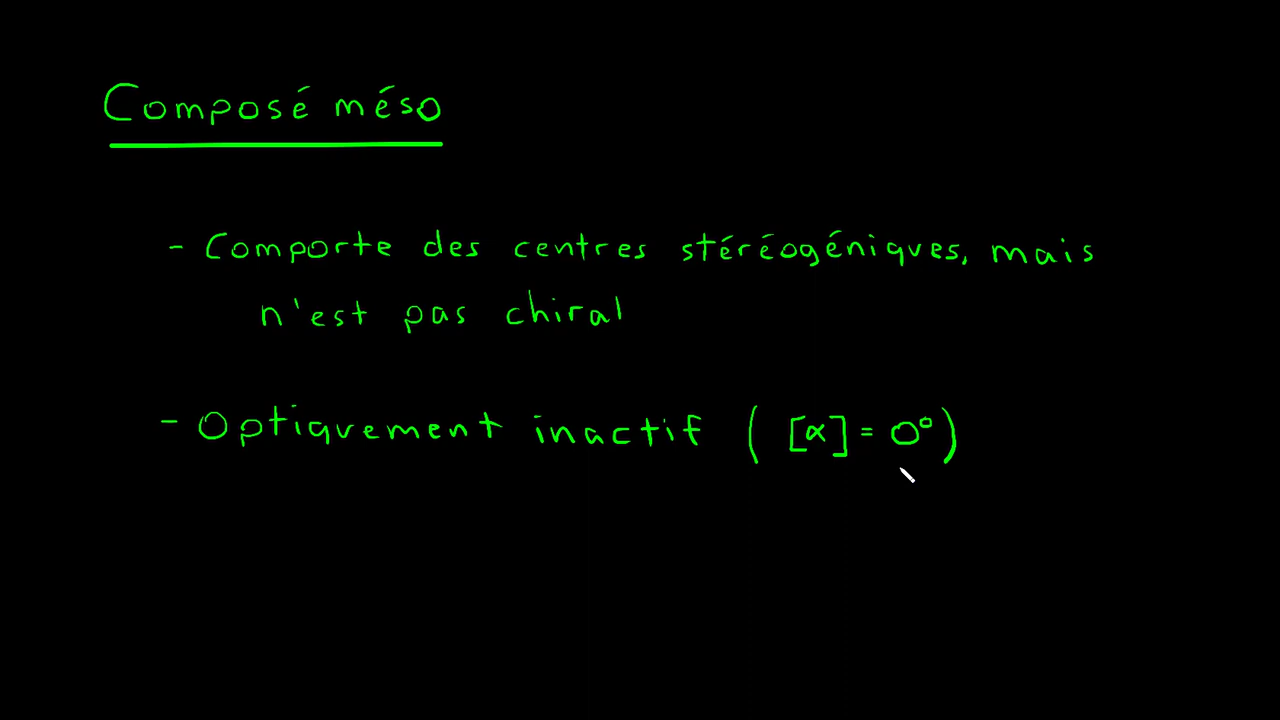 Composé méso
- Comporte des centres stéréogéniques, mais
n'est pas chiral
- Optiquement inactif ( [α] = 0° )